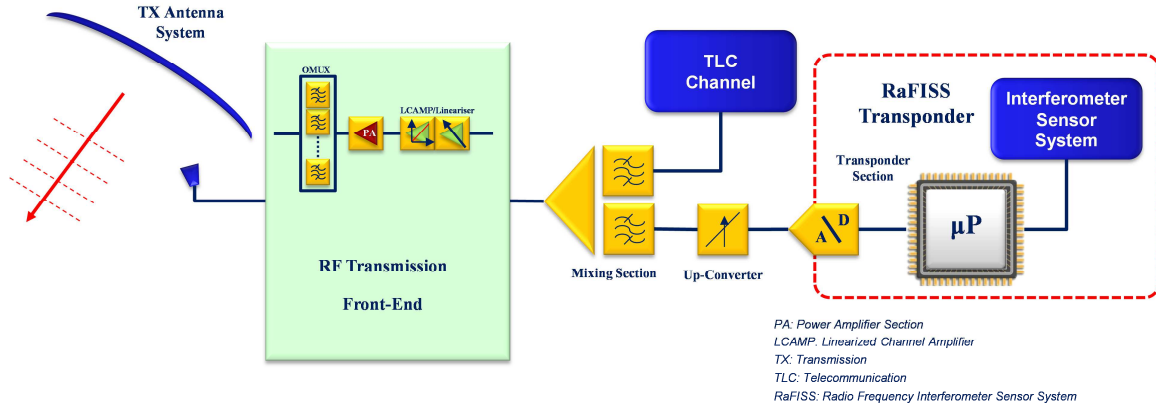 TX Antenna
System
OMUX
PA
LCAMP/Lineariser
RF Transmission
Front-End
TLC
Channel
Mixing Section
Up-Converter
RaFISS
Transponder
Transponder
Section
A
D
µP
Interferometer
Sensor
System
PA: Power Amplifier Section
LCAMP: Linearized Channel Amplifier
TX: Transmission
TLC: Telecommunication
RaFISS: Radio Frequency Interferometer Sensor System